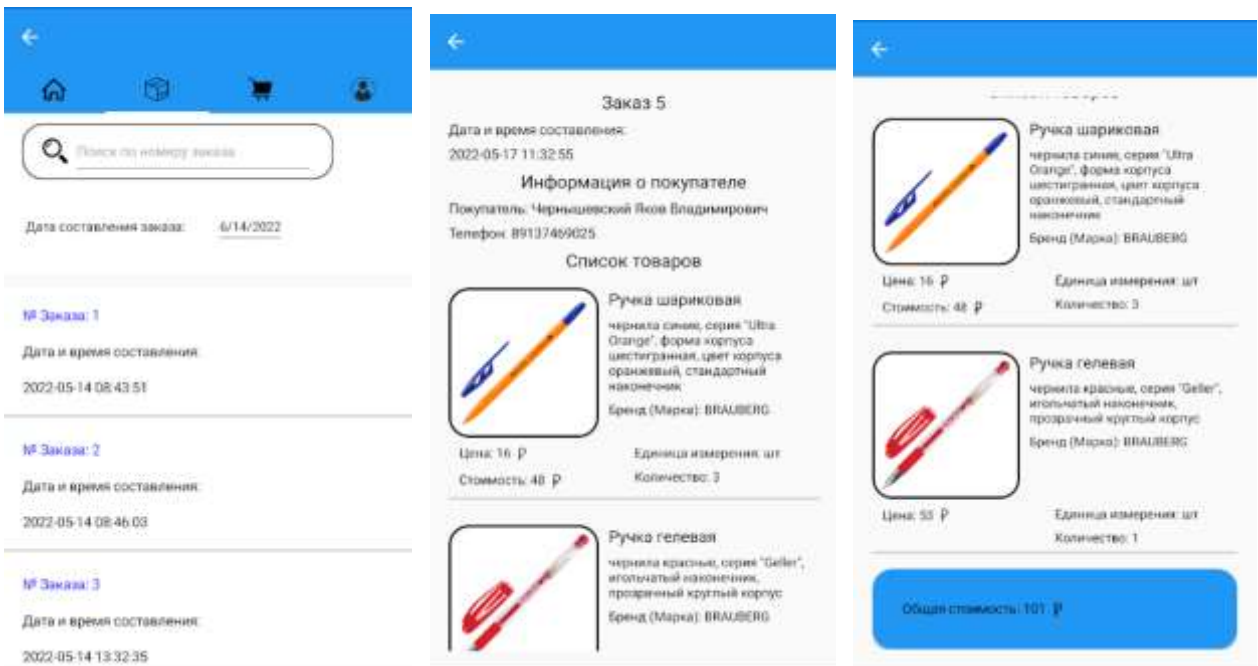 Поиск по номеру заказа
Дата составления заказа: 6/14/2022
№ Заказа: 1
Дата и время составления:
2022-05-14 08:43:51
№ Заказа: 2
Дата и время составления:
2022-05-14 08:46:03
№ Заказа: 3
Дата и время составления:
2022-05-14 13:32:35
Заказ 5
Дата и время составления:
2022-05-17 11:32:55
Информация о покупателе
Покупатель: Чернышевский Яков Владимирович
Телефон: 89137469025
Список товаров
Ручка шариковая
чернила синие, серия "Ultra
Orange", форма корпуса
шестигранная, цвет корпуса
оранжевый, стандартный
наконечник
Бренд (Марка): BRAUBERG
Цена: 16 ₽ Единица измерения: шт
Стоимость: 48 ₽ Количество: 3
Ручка гелевая
чернила красные, серия "Geller",
игольчатый наконечник,
прозрачный круглый корпус
Бренд (Марка): BRAUBERG
Ручка шариковая
чернила синие, серия "Ultra
Orange", форма корпуса
шестигранная, цвет корпуса
оранжевый, стандартный
наконечник
Бренд (Марка): BRAUBERG
Цена: 16 ₽ Единица измерения: шт
Стоимость: 48 ₽ Количество: 3
Ручка гелевая
чернила красные, серия "Geller",
игольчатый наконечник,
прозрачный круглый корпус
Бренд (Марка): BRAUBERG
Цена: 53 ₽ Единица измерения: шт
Количество: 1
Общая стоимость: 101 ₽